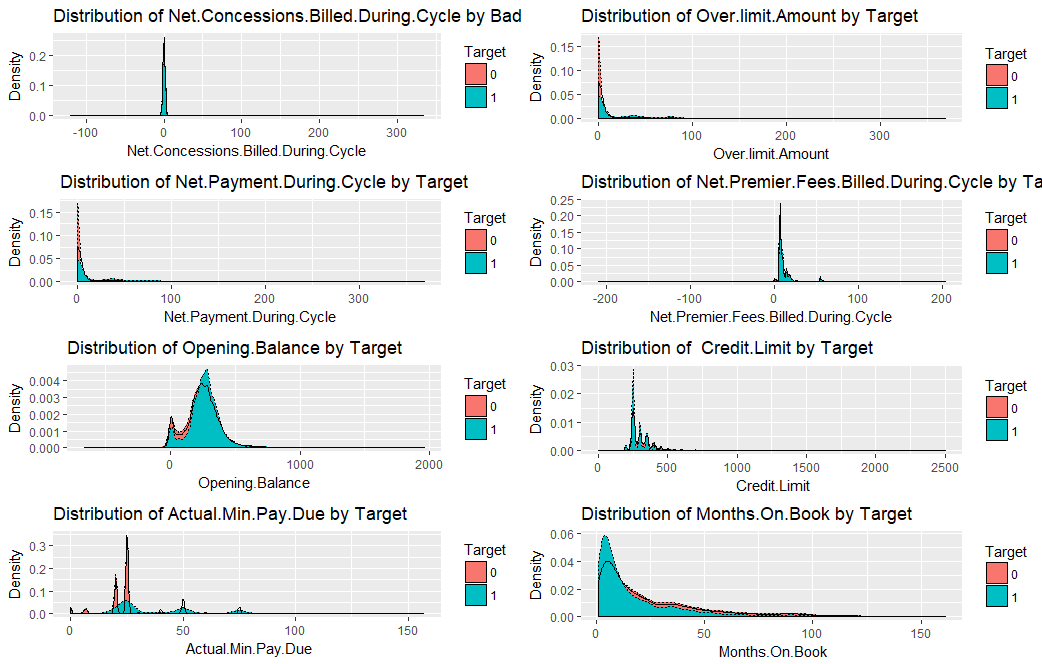 Distribution of Net.Concessions.Billed.During.Cycle by Bad
Density
0.2
0.1
0.0
-100 0 100 200 300
Net.Concessions.Billed.During.Cycle
Target
0
1
Distribution of Over.limit.Amount by Target
Density
0.15
0.10
0.05
0.00
0 100 200 300
Over.limit.Amount
Target
0
1
Distribution of Net.Payment.During.Cycle by Target
Density
0.15
0.10
0.05
0.00
0 100 200 300
Net.Payment.During.Cycle
Target
0
1
Distribution of Net.Premier.Fees.Billed.During.Cycle by Ta
Density
0.25
0.20
0.15
0.10
0.05
0.00
-200 -100 0 100 200
Net.Premier.Fees.Billed.During.Cycle
Target
0
1
Distribution of Opening.Balance by Target
Density
0.004
0.003
0.002
0.001
0.000
0 1000 2000
Opening.Balance
Target
0
1
Distribution of  Credit.Limit by Target
Density
0.03
0.02
0.01
0.00
0 500 1000 1500 2000 2500
Credit.Limit
Target
0
1
Distribution of Actual.Min.Pay.Due by Target
Density
0.3
0.2
0.1
0.0
0 50 100 150
Actual.Min.Pay.Due
Target
0
1
Distribution of Months.On.Book by Target
Density
0.06
0.04
0.02
0.00
0 50 100 150
Months.On.Book
Target
0
1